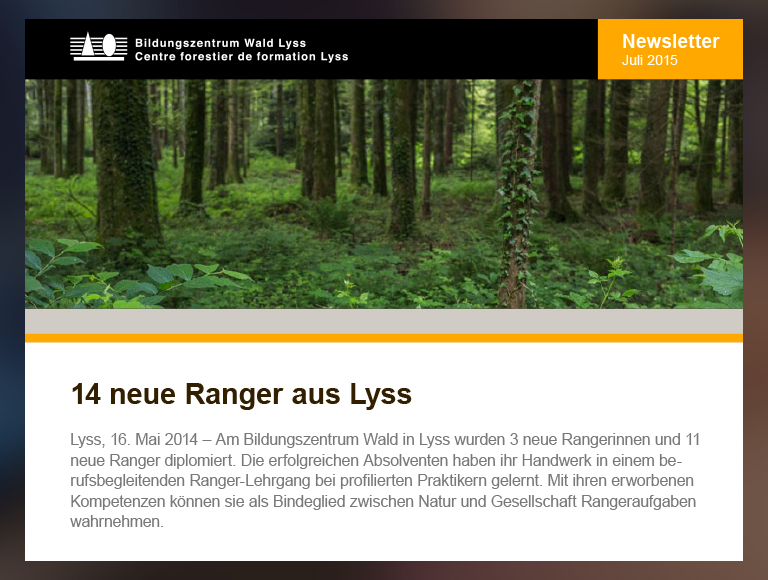 Bildungszentrum Wald Lyss
Centre forestier de formation Lyss
Newsletter
Juli 2015
14 neue Ranger aus Lyss
Lyss, 16. Mai 2014 – Am Bildungszentrum Wald in Lyss wurden 3 neue Rangerinnen und 11
neue Ranger diplomiert. Die erfolgreichen Absolventen haben ihr Handwerk in einem be-
rufsbegleitenden Ranger-Lehrgang bei profilierten Praktikern gelernt. Mit ihren erworbenen
Kompetenzen können sie als Bindeglied zwischen Natur und Gesellschaft Rangeraufgaben
wahrnehmen.